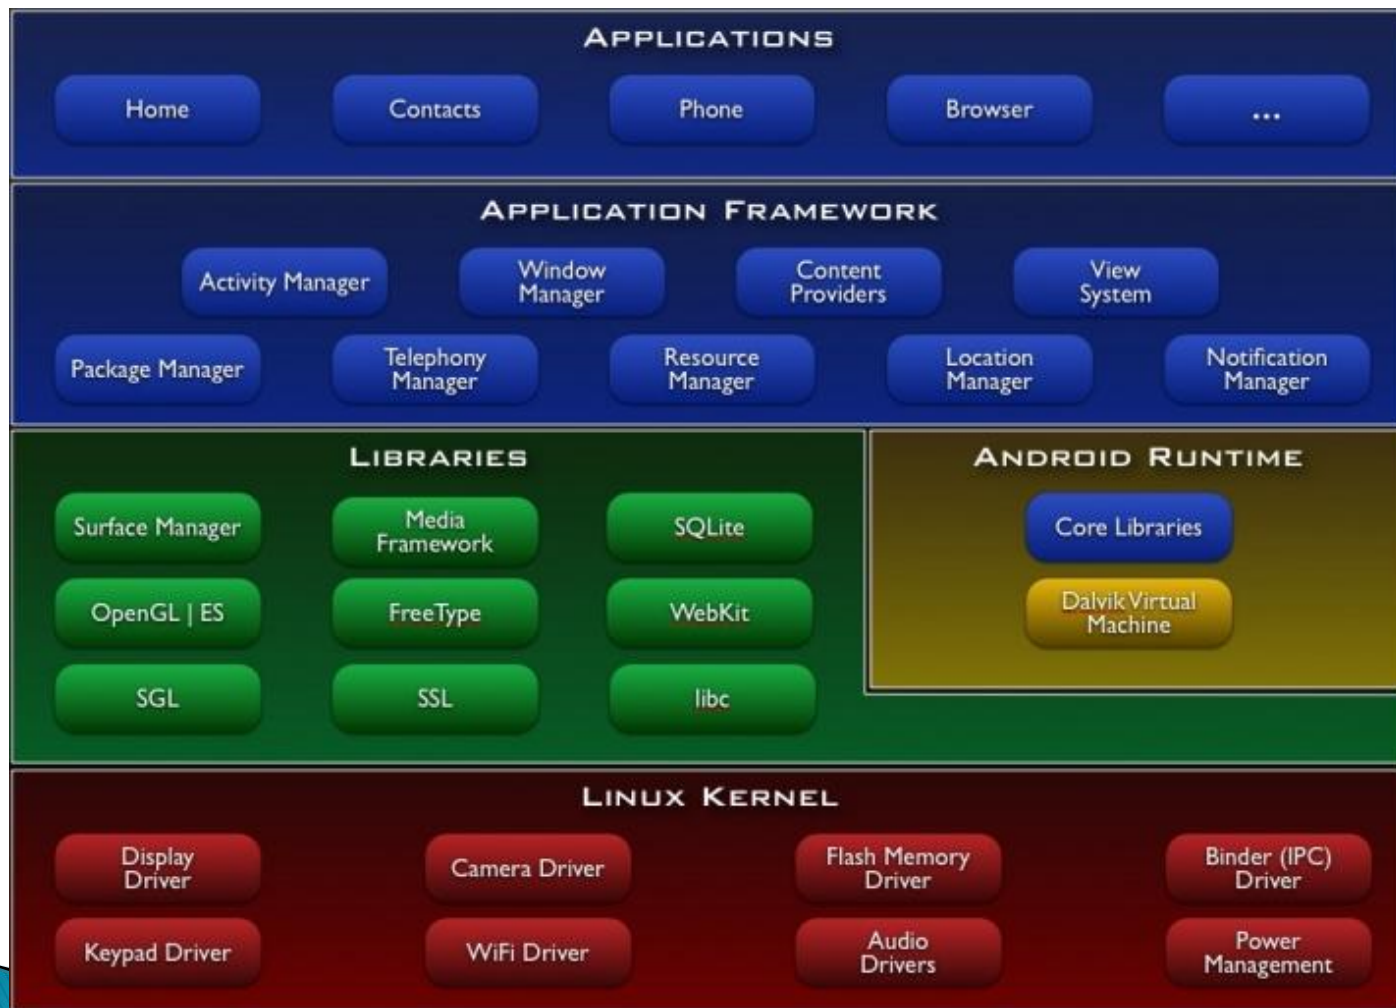 APPLICATIONS
Home
Contacts
Phone
Browser
...
APPLICATION FRAMEWORK
Activity Manager
Window
Manager
Content
Providers
View
System
Package Manager
Telephony
Manager
Resource
Manager
Location
Manager
Notification
Manager
LIBRARIES
Surface Manager
Media
Framework
SQLite
OpenGL | ES
FreeType
WebKit
SGL
SSL
libc
ANDROID RUNTIME
Core Libraries
Dalvik Virtual
Machine
LINUX KERNEL
Display
Driver
Camera Driver
Flash Memory
Driver
Binder (IPC)
Driver
Keypad Driver
WiFi Driver
Audio
Drivers
Power
Management